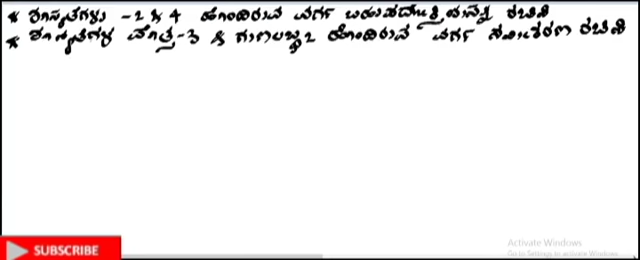 * ಶೂನ್ಯತೆಗಳು -2 & 4 ಹೊಂದಿರುವ ವರ್ಗ ಬಹುಪದೋಕ್ತಿಯನ್ನು ರಚಿಸಿ
* ಶೂನ್ಯತೆಗಳ ಮೊತ್ತ -3 & ಗುಣಲಬ್ಧ 2 ಹೊಂದಿರುವ ವರ್ಗ ಸಮೀಕರಣ ರಚಿಸಿ
SUBSCRIBE
Activate Windows
Go to Settings to activate Windows.